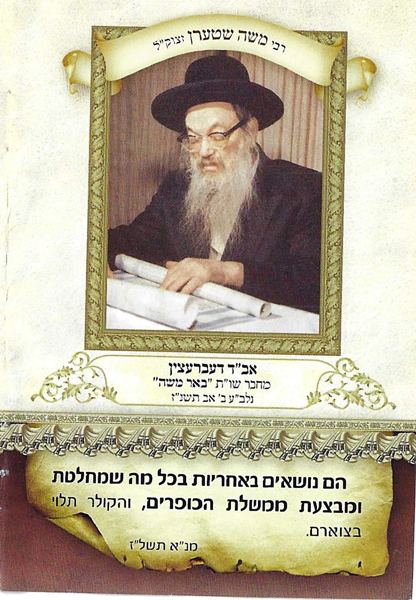 רבי משה שטערן זצוק"ל
אב"ד דעברעצין
מחבר שו"ת "באר משה"
נלב"ע ב' אב תשנ"ז
הם נושאים באחריות בכל מה שמחלטת
ומבצעת ממשלת הכופרים, והקולר תלוי
בצוארם.
מנ"א תשל"ז